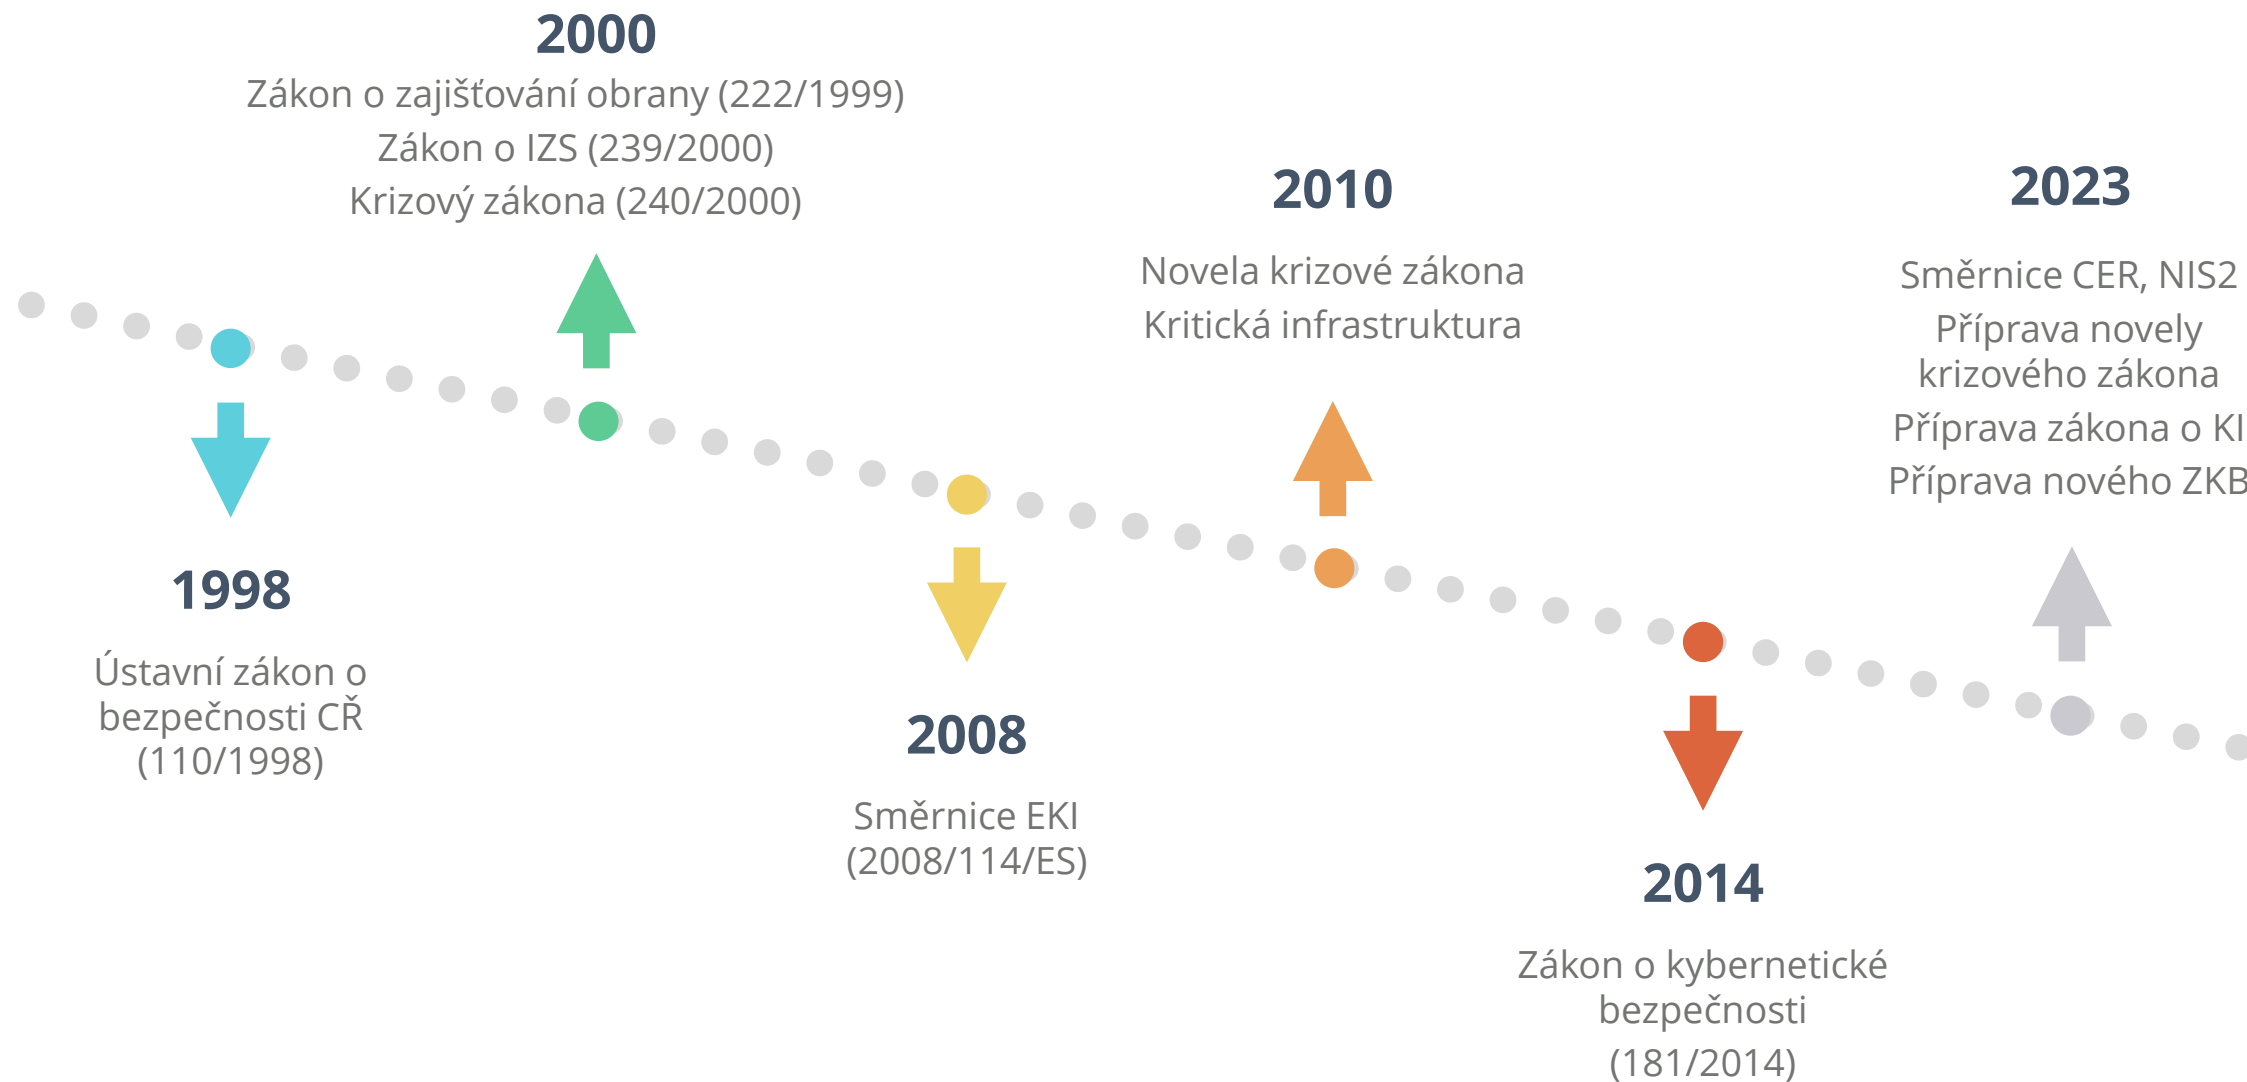 2000
Zákon o zajišťování obrany (222/1999)
Zákon o IZS (239/2000)
Krizový zákona (240/2000)
2010
Novela krizové zákona
Kritická infrastruktura
2023
Směrnice CER, NIS2
Příprava novely
krizového zákona
Příprava zákona o KI
Příprava nového ZKB
1998
Ústavní zákon o
bezpečnosti CŘ
(110/1998)
2008
Směrnice EKI
(2008/114/ES)
2014
Zákon o kybernetické
bezpečnosti
(181/2014)